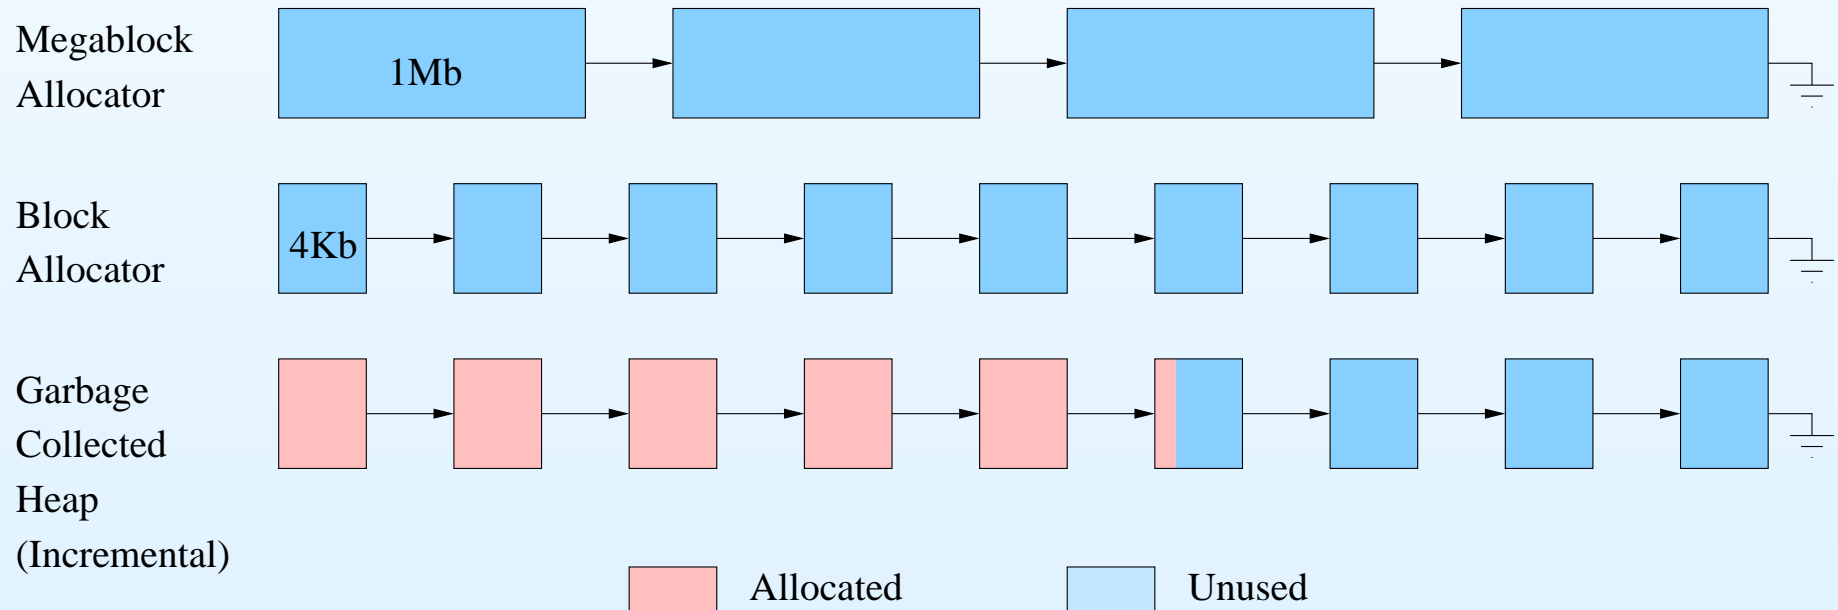 Megablock
Allocator
1Mb
Block
Allocator
4Kb
Garbage
Collected
Heap
(Incremental)
Allocated
Unused